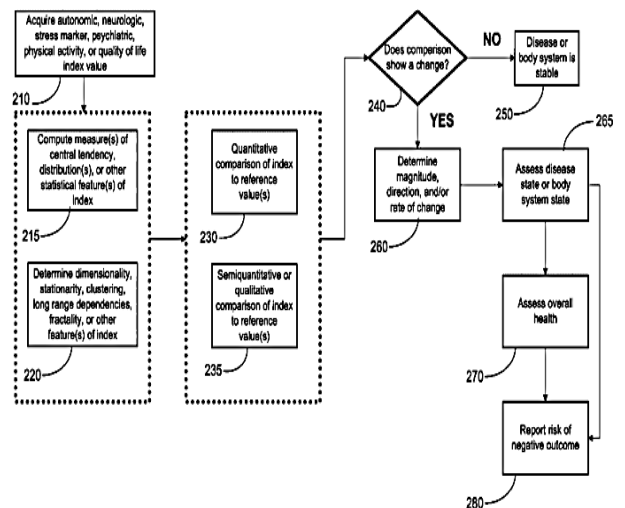 Acquire autonomic, neurologic,
stress marker, psychiatric,
physical activity, or quality of life
index value
210
Compute measure(s) of
central tendency,
distribution(s), or other
statistical feature(s) of
index
215
Determine dimensionality,
stationarity, clustering,
long range dependencies,
fractality, or other
feature(s) of index
220
Quantitative
comparison of index
to reference
value(s)
230
Semiquantitative or
qualitative
comparison of index
to reference
value(s)
235
Does comparison
show a change?
240
NO
Disease or
body system is
stable
250
YES
Determine
magnitude,
direction, and/or
rate of change
260
Assess disease
state or body
system state
265
Assess overall
health
270
Report risk of
negative outcome
280